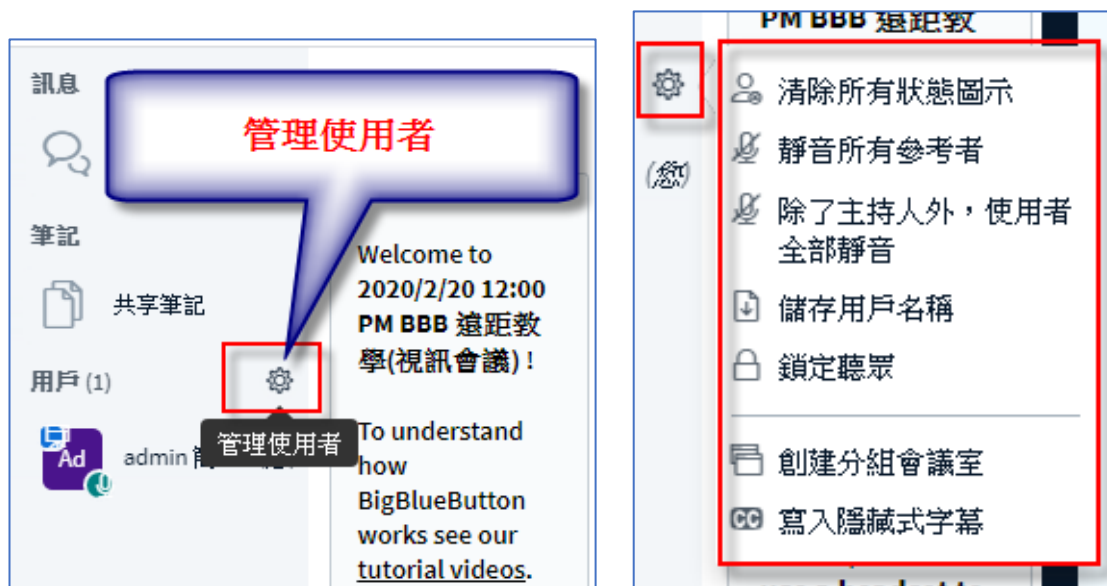 訊息
管理使用者
筆記
共享筆記
用戶 (1)
管理使用者
Ad
admin
Welcome to
2020/2/20 12:00
PM BBB 遠距教
學(視訊會議) !
To understand
how
BigBlueButton
works see our
tutorial videos.
PM BBB 遠距教
(您)
清除所有狀態圖示
靜音所有參考者
除了主持人外，使用者
全部靜音
儲存用戶名稱
鎖定聽眾
創建分組會議室
CC 寫入隱藏式字幕